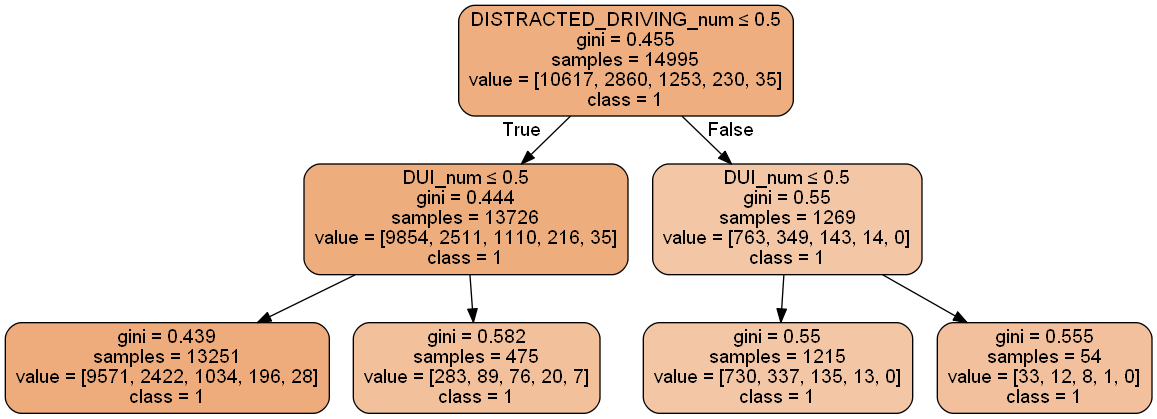 DISTRACTED_DRIVING_num ≤ 0.5
gini = 0.455
samples = 14995
value = [10617, 2860, 1253, 230, 35]
class = 1
True
False
DUI_num ≤ 0.5
gini = 0.444
samples = 13726
value = [9854, 2511, 1110, 216, 35]
class = 1
DUI_num ≤ 0.5
gini = 0.55
samples = 1269
value = [763, 349, 143, 14, 0]
class = 1
gini = 0.439
samples = 13251
value = [9571, 2422, 1034, 196, 28]
class = 1
gini = 0.582
samples = 475
value = [283, 89, 76, 20, 7]
class = 1
gini = 0.55
samples = 1215
value = [730, 337, 135, 13, 0]
class = 1
gini = 0.555
samples = 54
value = [33, 12, 8, 1, 0]
class = 1